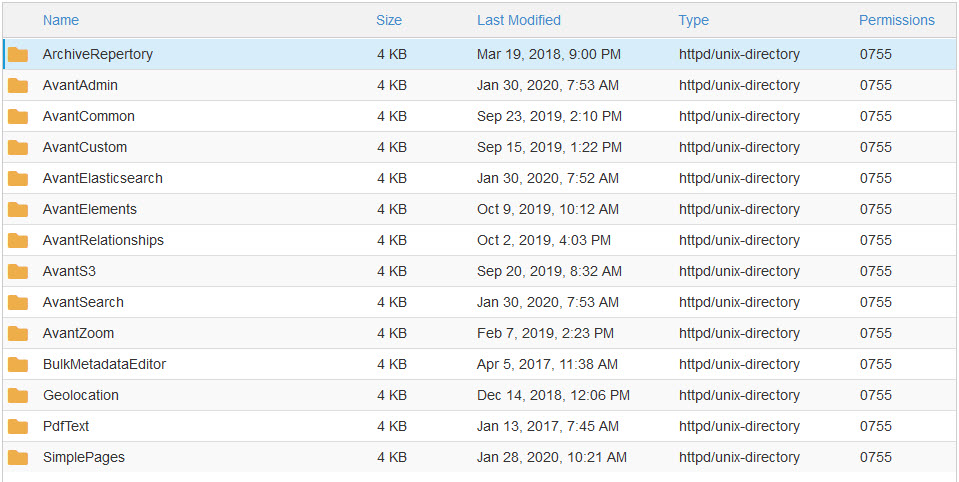 Name Size Last Modified Type Permissions
ArchiveRepertory 4 KB Mar 19, 2018, 9:00 PM httpd/unix-directory 0755
AvantAdmin 4 KB Jan 30, 2020, 7:53 AM httpd/unix-directory 0755
AvantCommon 4 KB Sep 23, 2019, 2:10 PM httpd/unix-directory 0755
AvantCustom 4 KB Sep 15, 2019, 1:22 PM httpd/unix-directory 0755
AvantElasticsearch 4 KB Jan 30, 2020, 7:52 AM httpd/unix-directory 0755
AvantElements 4 KB Oct 9, 2019, 10:12 AM httpd/unix-directory 0755
AvantRelationships 4 KB Oct 2, 2019, 4:03 PM httpd/unix-directory 0755
AvantS3 4 KB Sep 20, 2019, 8:32 AM httpd/unix-directory 0755
AvantSearch 4 KB Jan 30, 2020, 7:53 AM httpd/unix-directory 0755
AvantZoom 4 KB Feb 7, 2019, 2:23 PM httpd/unix-directory 0755
BulkMetadataEditor 4 KB Apr 5, 2017, 11:38 AM httpd/unix-directory 0755
Geolocation 4 KB Dec 14, 2018, 12:06 PM httpd/unix-directory 0755
PdfText 4 KB Jan 13, 2017, 7:45 AM httpd/unix-directory 0755
SimplePages 4 KB Jan 28, 2020, 10:21 AM httpd/unix-directory 0755